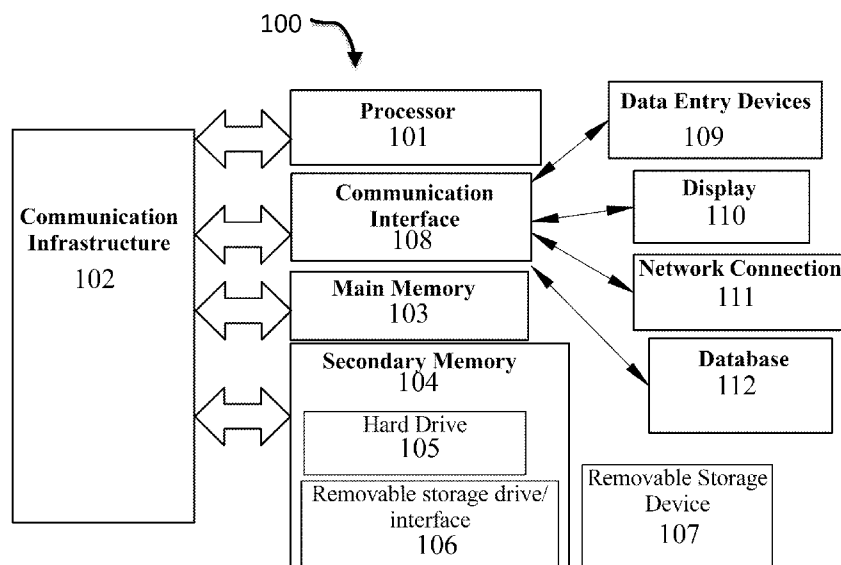 100
Communication
Infrastructure
102
Processor
101
Communication
Interface
108
Main Memory
103
Secondary Memory
104
Hard Drive
105
Removable storage drive/
interface
106
Data Entry Devices
109
Display
110
Network Connection
111
Database
112
Removable Storage
Device
107